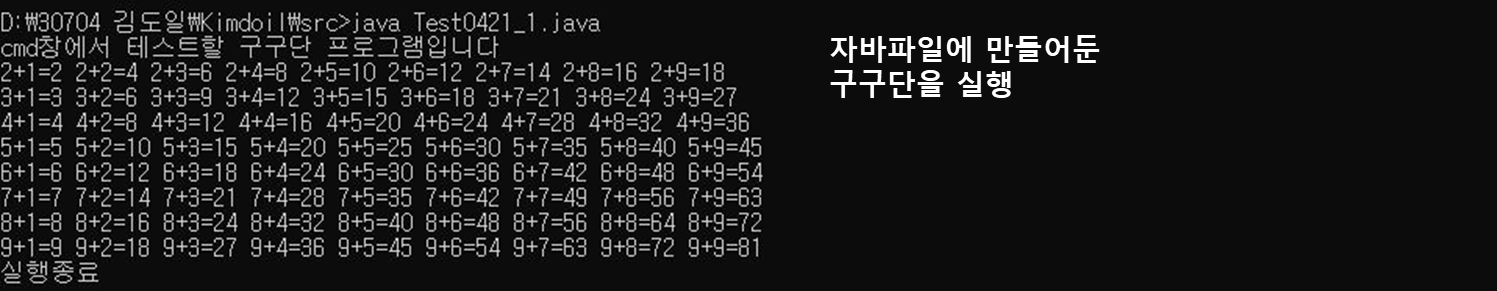 D:₩30704 김도일₩Kimdoil₩src>java Test0421_1.java
cmd창에서 테스트할 구구단 프로그램입니다
2+1=2 2+2=4 2+3=6 2+4=8 2+5=10 2+6=12 2+7=14 2+8=16 2+9=18
3+1=3 3+2=6 3+3=9 3+4=12 3+5=15 3+6=18 3+7=21 3+8=24 3+9=27
4+1=4 4+2=8 4+3=12 4+4=16 4+5=20 4+6=24 4+7=28 4+8=32 4+9=36
5+1=5 5+2=10 5+3=15 5+4=20 5+5=25 5+6=30 5+7=35 5+8=40 5+9=45
6+1=6 6+2=12 6+3=18 6+4=24 6+5=30 6+6=36 6+7=42 6+8=48 6+9=54
7+1=7 7+2=14 7+3=21 7+4=28 7+5=35 7+6=42 7+7=49 7+8=56 7+9=63
8+1=8 8+2=16 8+3=24 8+4=32 8+5=40 8+6=48 8+7=56 8+8=64 8+9=72
9+1=9 9+2=18 9+3=27 9+4=36 9+5=45 9+6=54 9+7=63 9+8=72 9+9=81
실행종료
자바파일에 만들어둔
구구단을 실행